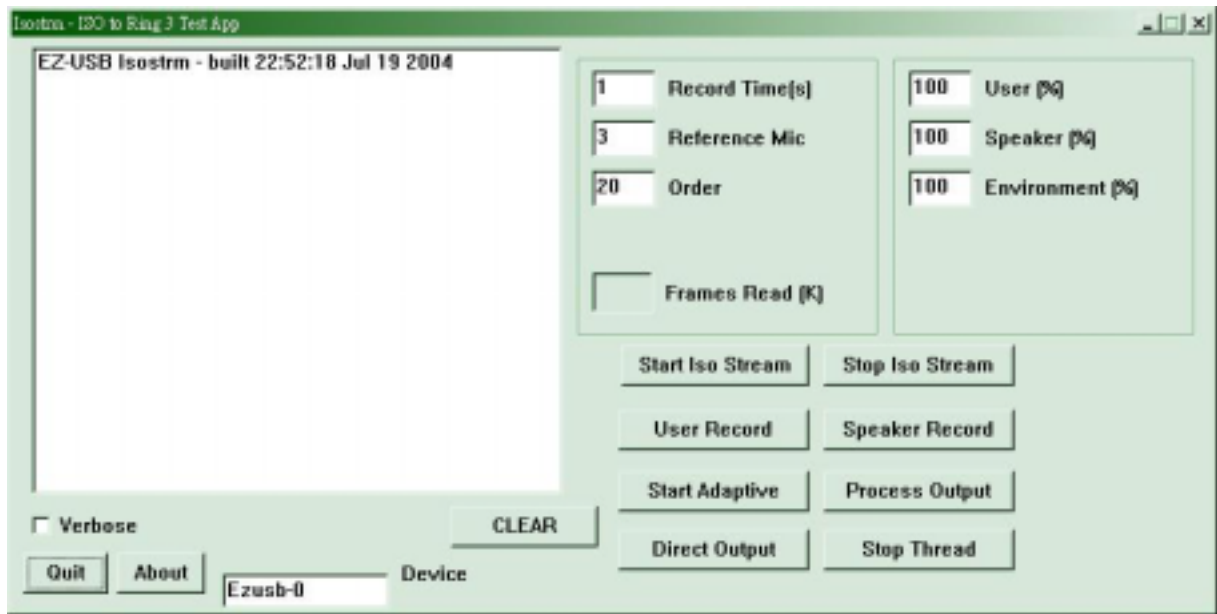 Isostrm - ISO to Ring 3 Test App
EZ-USB Isostrm - built 22:52:18 Jul 19 2004
1 Record Time(s)
3 Reference Mic
20 Order
Frames Read (K)
100 User (%)
100 Speaker (%)
100 Environment (%)
Start Iso Stream Stop Iso Stream
User Record Speaker Record
Start Adaptive Process Output
Direct Output Stop Thread
Verbose
CLEAR
Quit About
Ezusb-0 Device